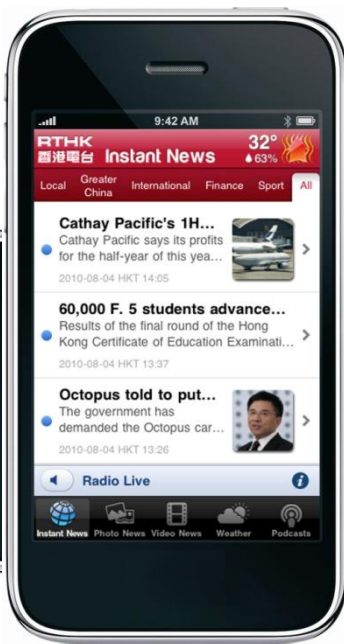 9:42 AM
RTHK
香港電台 Instant News
32°
63%
Local
Greater
China
International
Finance
Sport
All
Cathay Pacific's 1H...
Cathay Pacific says its profits
for the half-year of this yea...
2010-08-04 HKT 14:05
60,000 F. 5 students advance...
Results of the final round of the Hong
Kong Certificate of Education Examinati...
2010-08-04 HKT 13:37
Octopus told to put...
The government has
demanded the Octopus car...
2010-08-04 HKT 13:26
Radio Live
Instant News
Photo News
Video News
Weather
Podcasts